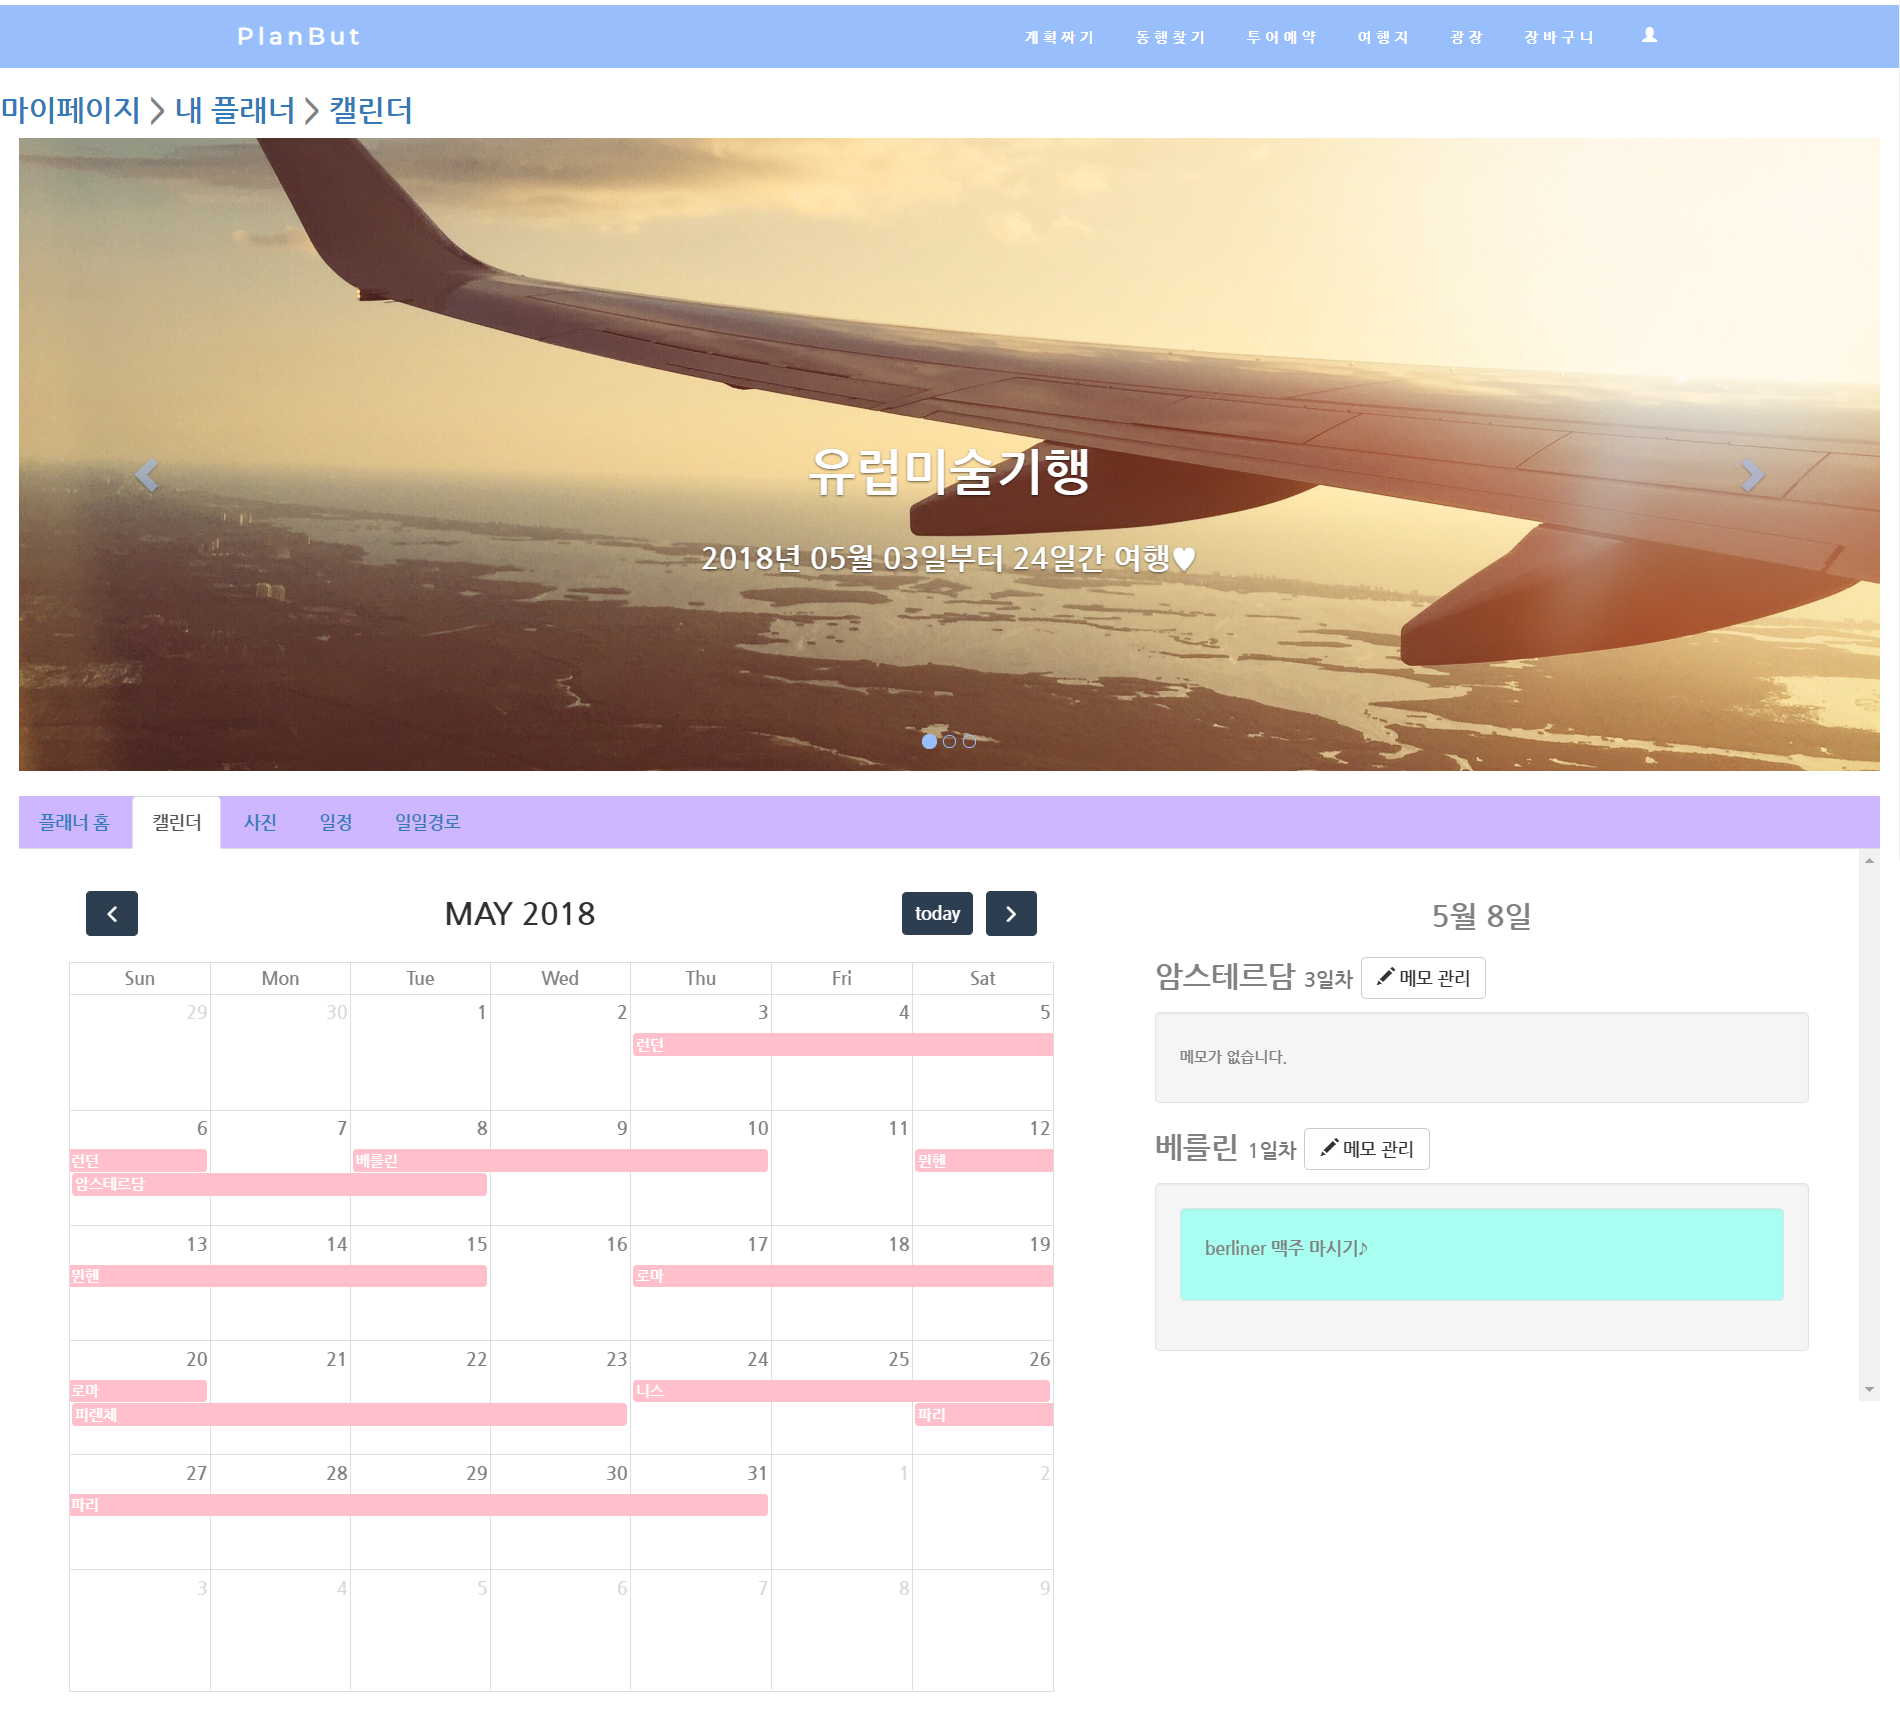 PlanBut 계획짜기 동행찾기 투어예약 여행지 광장 장바구니
마이페이지 > 내 플래너 > 캘린더
유럽미술기행
2018년 05월 03일부터 24일간 여행♥
플래너 홈 캘린더 사진 일정 일일경로
MAY 2018 today
Sun Mon Tue Wed Thu Fri Sat
29 30 1 2 3 4 5
런던
6 7 8 9 10 11 12
런던 베를린 뮌헨
암스테르담
13 14 15 16 17 18 19
뮌헨 로마
20 21 22 23 24 25 26
로마 니스
피렌체 파리
27 28 29 30 31 1 2
파리
3 4 5 6 7 8 9
5월 8일
암스테르담 3일차 메모 관리
메모가 없습니다.
베를린 1일차 메모 관리
berliner 맥주 마시기♪